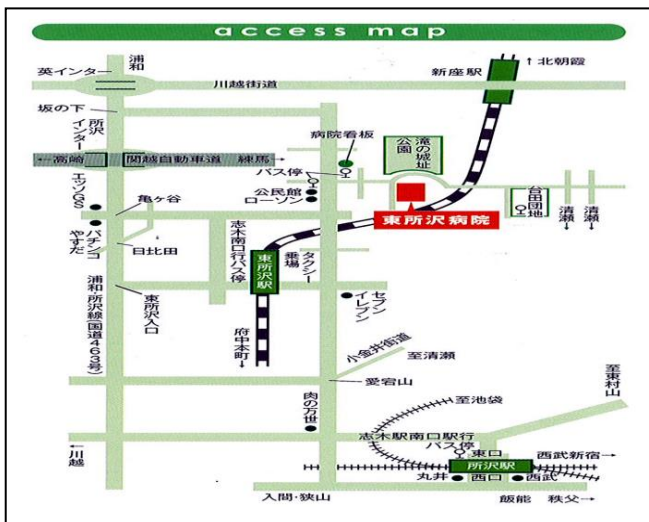 access map
浦和
英インター
川越街道
新座駅
↑北朝霞
坂の下
所沢インター
病院看板
滝の城址公園
←高崎
関越自動車道 練馬→
バス停
公民館
ローソン
東所沢病院
台田団地
清瀬→
清瀬→
エッソGS
亀ヶ谷
パチンコやすだ
日比田
志木南口行バス停
東所沢駅
タクシー乗場
セブンイレブン
浦和所沢線(国道463号)
東所沢入口
府中本町→
小金井街道
至清瀬
愛宕山
至東村山
肉の万世
至池袋
志木駅南口駅行
バス停
東口
西武新宿→
所沢駅
丸井
西口
西武
←川越
入間・狭山
飯能 秩父→